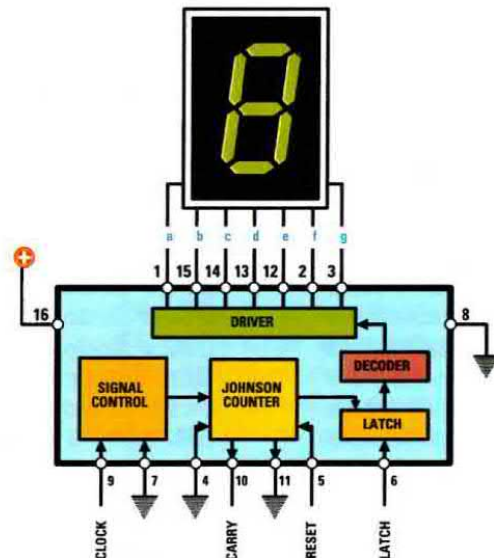 a b c d e f g
1 15 14 13 12 2 3
+
16
8
DRIVER
DECODER
SIGNAL
CONTROL
JOHNSON
COUNTER
LATCH
9 7 4 10 11 5 6
CLOCK
CARRY
RESET
LATCH